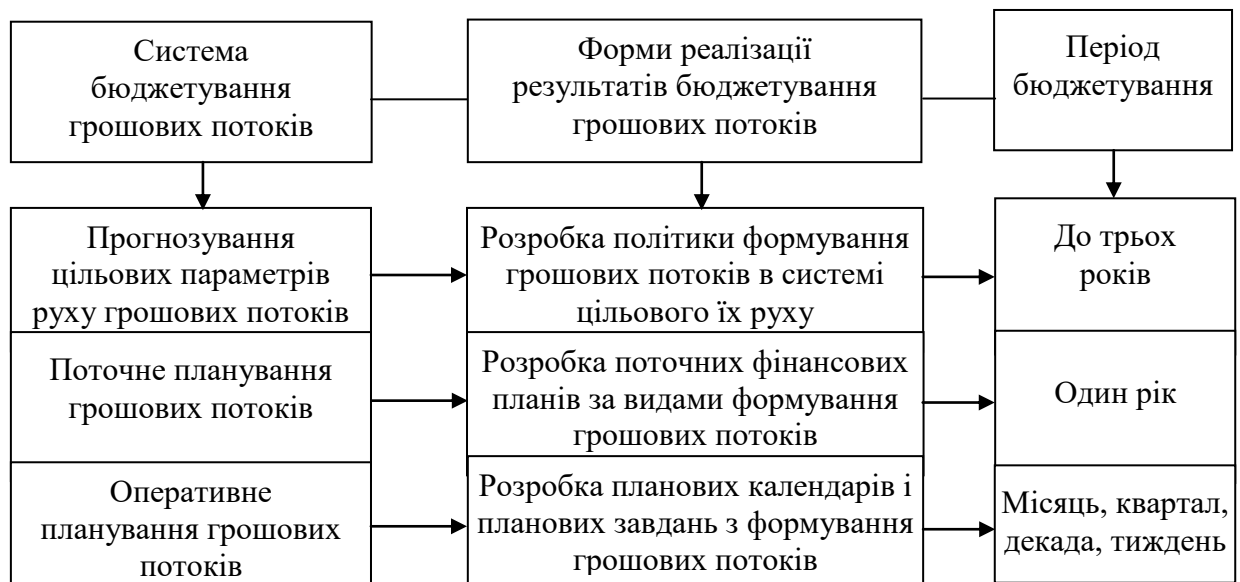 Система
бюджетування
грошових потоків
Форми реалізації
результатів бюджетування
грошових потоків
Період
бюджетування
Прогнозування
цільових параметрів
руху грошових потоків
Розробка політики формування
грошових потоків в системі
цільового їх руху
До трьох
років
Поточне планування
грошових потоків
Розробка поточних фінансових
планів за видами формування
грошових потоків
Один рік
Оперативне
планування грошових
потоків
Розробка планових календарів і
планових завдань з формування
грошових потоків
Місяць, квартал,
декада, тиждень